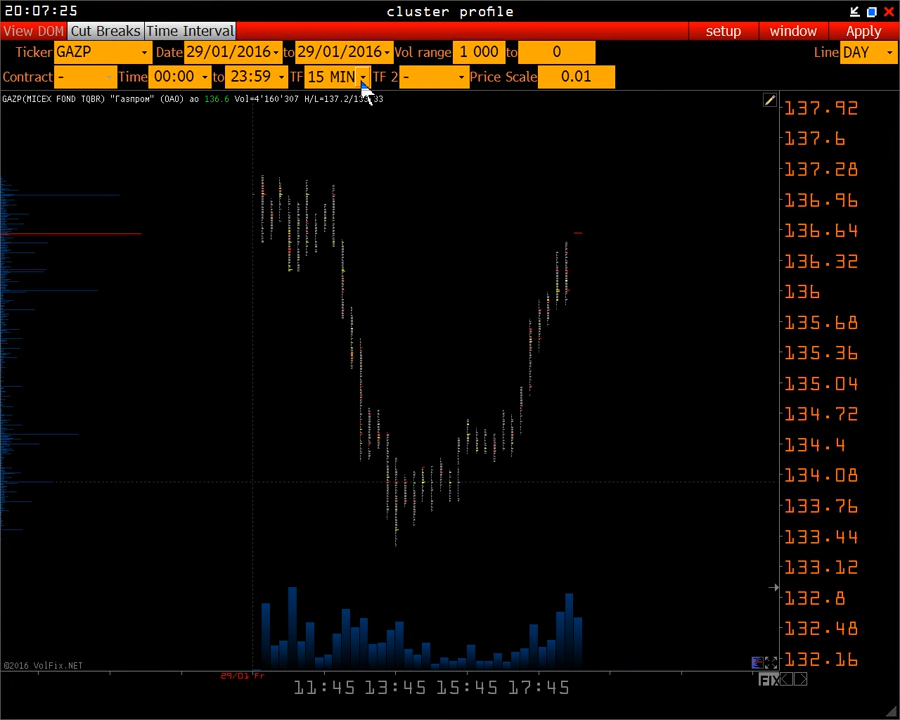 20:07:25 cluster profile
View DOM Cut Breaks Time Interval setup window Apply
Ticker GAZP Date 29/01/2016 to 29/01/2016 Vol range 1 000 to 0 Line DAY
Contract - Time 00:00 to 23:59 TF 15 MIN TF 2 - Price Scale 0.01
GAZP(MICEX FOND TQBR) "Газпром" (ОАО) ао 136.6 Vol=4'160'307 H/L=137.2/133.33
137.92
137.6
137.28
136.96
136.64
136.32
136
135.68
135.36
135.04
134.72
134.4
134.08
133.76
133.44
133.12
132.8
132.48
132.16
©2016 VolFix.NET
29/01 Fr
11:45 13:45 15:45 17:45
FIX